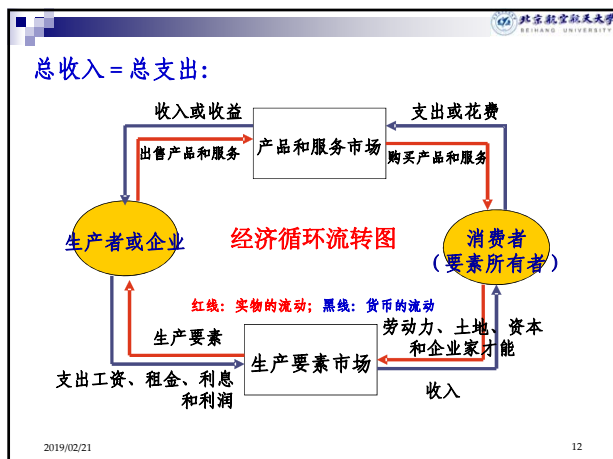 北京航空航天大学
BEIHANG UNIVERSITY
总收入 = 总支出:
收入或收益
支出或花费
产品和服务市场
出售产品和服务
购买产品和服务
生产者或企业
经济循环流转图
消费者
（要素所有者）
红线：实物的流动；黑线：货币的流动
生产要素
劳动力、土地、资本
和企业家才能
生产要素市场
支出工资、租金、利息
和利润
收入
2019/02/21
12